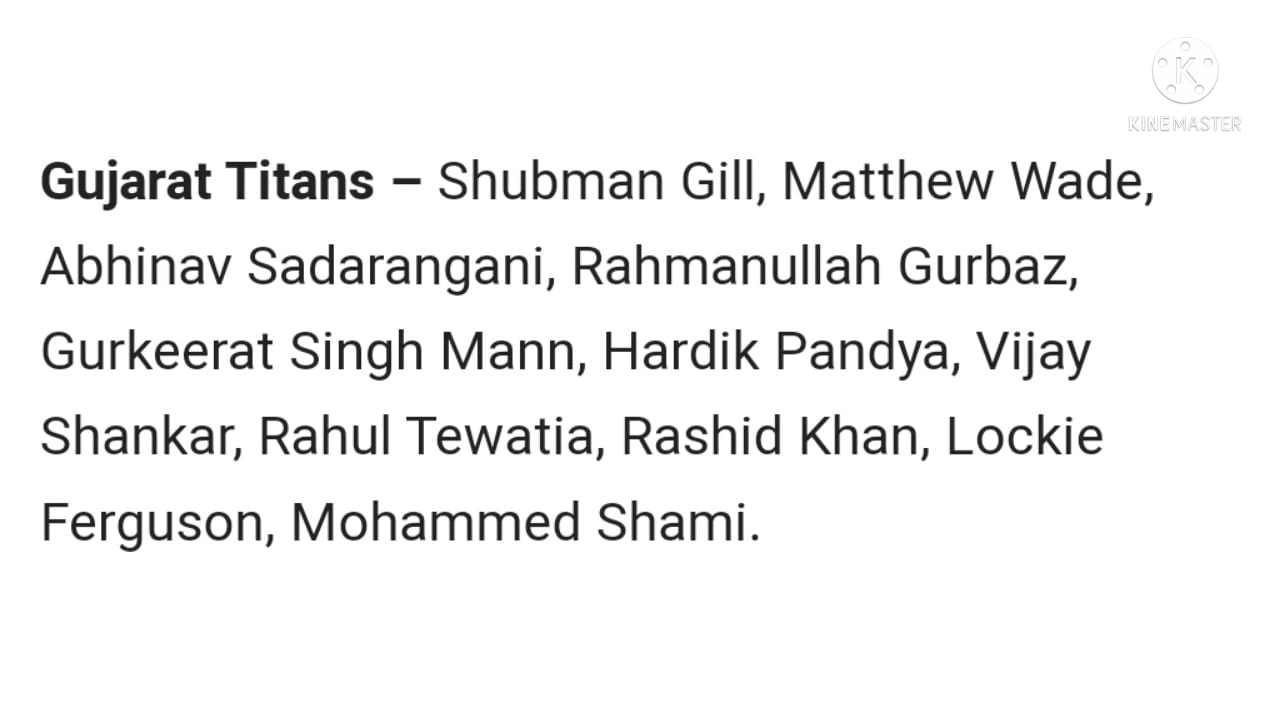 KINEMASTER
Gujarat Titans – Shubman Gill, Matthew Wade,
Abhinav Sadarangani, Rahmanullah Gurbaz,
Gurkeerat Singh Mann, Hardik Pandya, Vijay
Shankar, Rahul Tewatia, Rashid Khan, Lockie
Ferguson, Mohammed Shami.